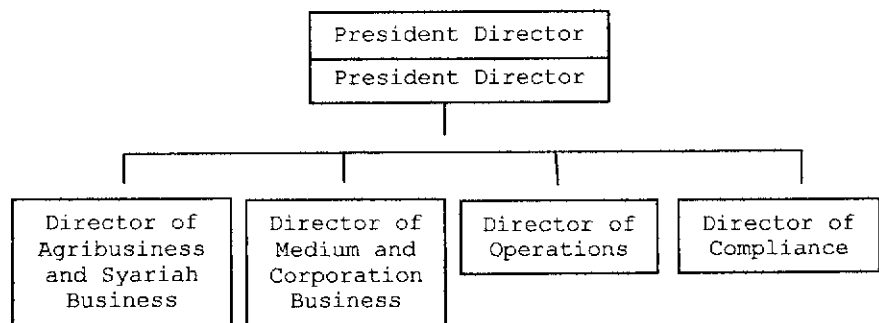 President Director
President Director
Director of
Agribusiness
and Syariah
Business
Director of
Medium and
Corporation
Business
Director of
Operations
Director of
Compliance